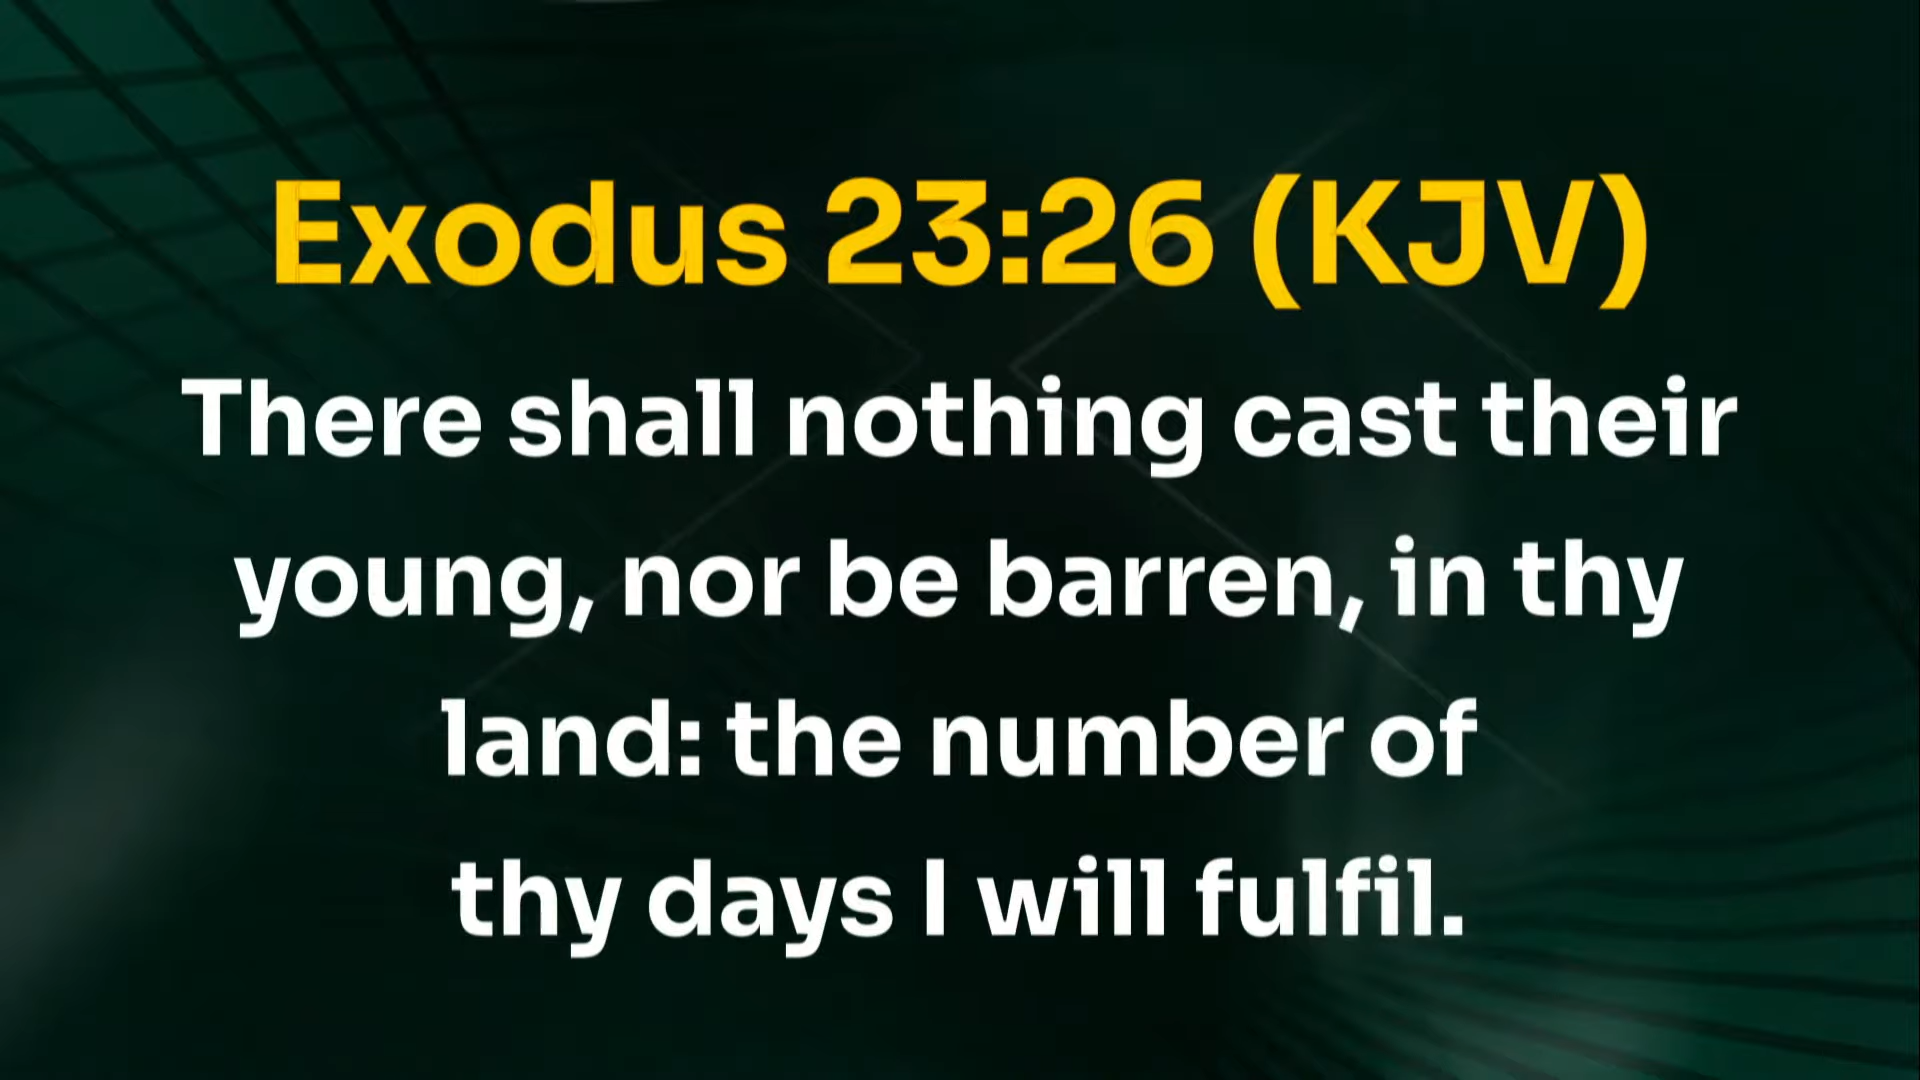 Exodus 23:26 (KJV)
There shall nothing cast their
young, nor be barren, in thy
land: the number of
thy days I will fulfil.